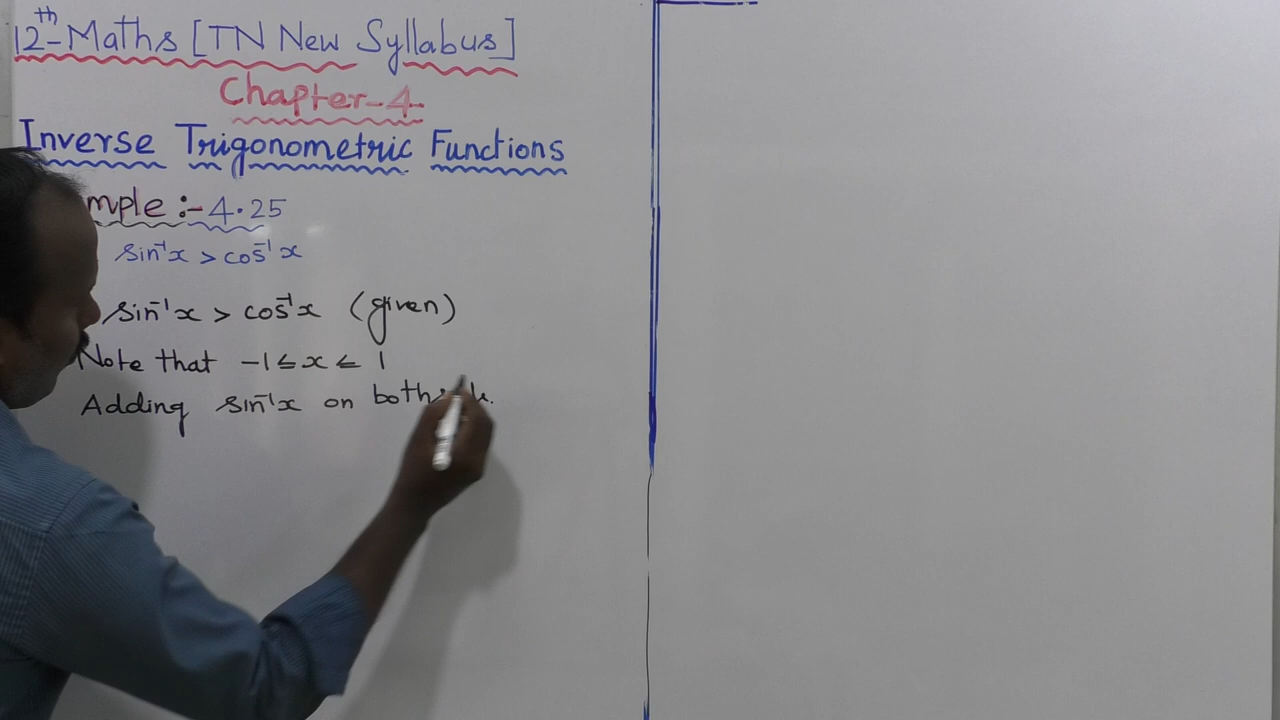 12th-Maths [TN New Syllabus]
Chapter-4
Inverse Trigonometric Functions
mple :- 4.25
sin⁻¹x > cos⁻¹x
sin⁻¹x > cos⁻¹x (given)
Note that -1 ≤ x ≤ 1
Adding sin⁻¹x on both